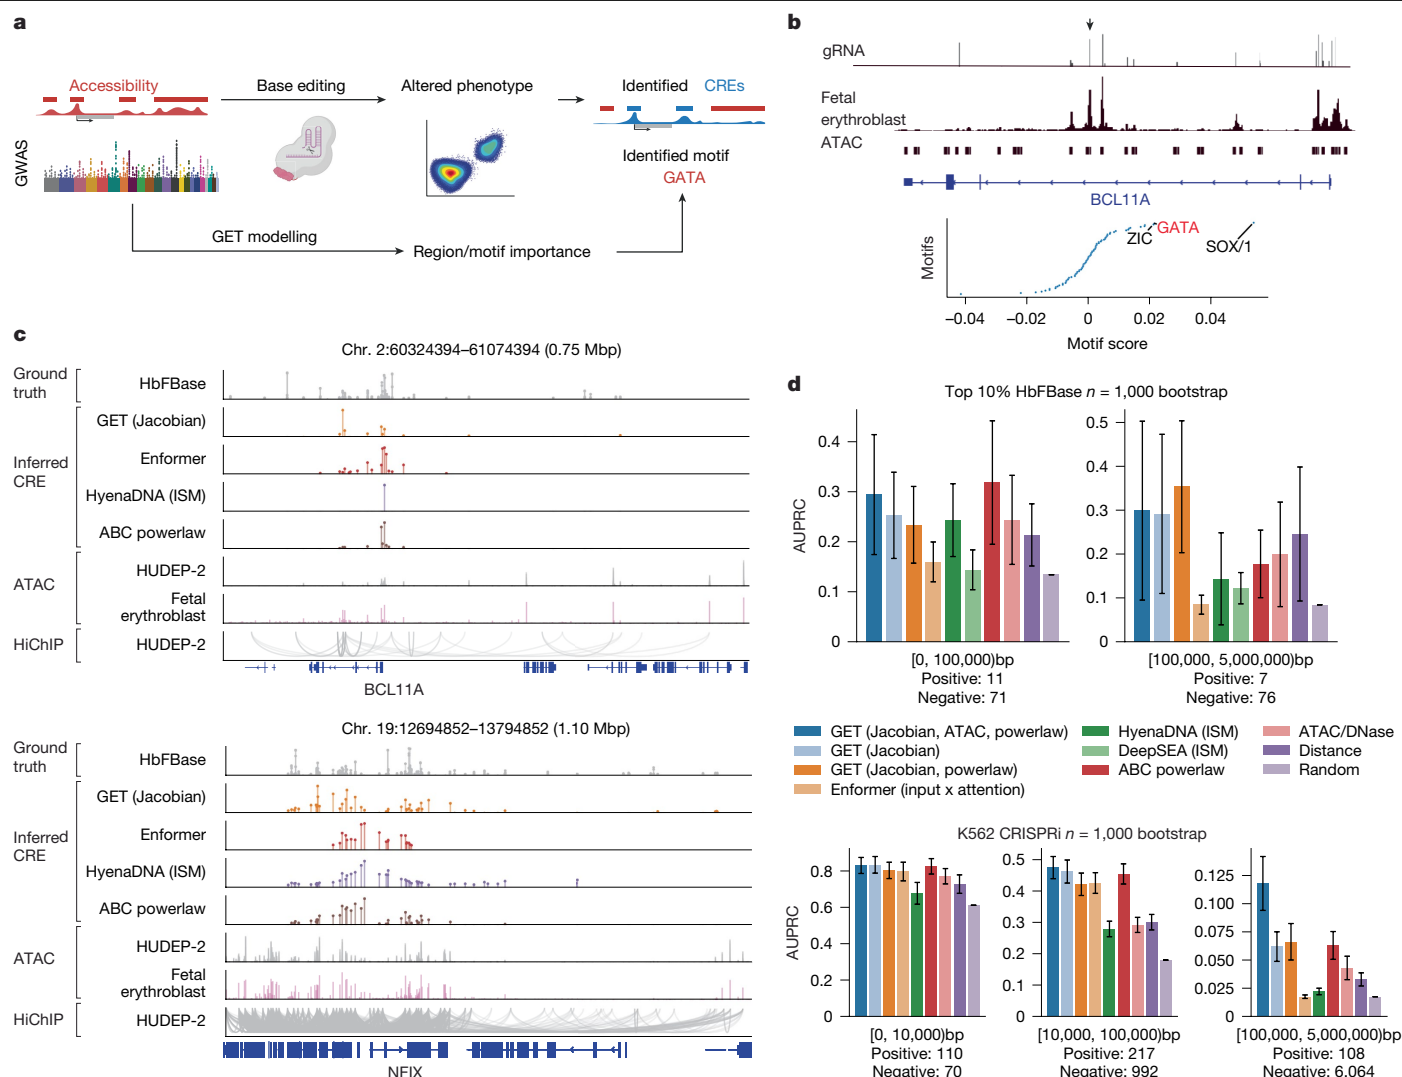 a
Accessibility
Base editing
Altered phenotype
Identified CREs
GWAS
Identified motif
GATA
GET modelling
Region/motif importance
b
gRNA
Fetal
erythroblast
ATAC
BCL11A
Motifs
ZIC
GATA
SOX/1
−0.04
−0.02
0
0.02
0.04
Motif score
c
Chr. 2:60324394–61074394 (0.75 Mbp)
Ground
truth
HbFBase
GET (Jacobian)
Inferred
CRE
Enformer
HyenaDNA (ISM)
ABC powerlaw
ATAC
HUDEP-2
Fetal
erythroblast
HiChIP
HUDEP-2
BCL11A
Chr. 19:12694852–13794852 (1.10 Mbp)
Ground
truth
HbFBase
GET (Jacobian)
Inferred
CRE
Enformer
HyenaDNA (ISM)
ABC powerlaw
ATAC
HUDEP-2
Fetal
erythroblast
HiChIP
HUDEP-2
NFIX
d
Top 10% HbFBase n = 1,000 bootstrap
AUPRC
0.4
0.3
0.2
0.1
0
[0, 100,000)bp
Positive: 11
Negative: 71
0.5
0.4
0.3
0.2
0.1
0
[100,000, 5,000,000)bp
Positive: 7
Negative: 76
GET (Jacobian, ATAC, powerlaw)
GET (Jacobian)
GET (Jacobian, powerlaw)
Enformer (input x attention)
HyenaDNA (ISM)
DeepSEA (ISM)
ABC powerlaw
ATAC/DNase
Distance
Random
K562 CRISPRi n = 1,000 bootstrap
AUPRC
0.8
0.6
0.4
0.2
0
[0, 10,000)bp
Positive: 110
Negative: 70
0.5
0.4
0.3
0.2
0.1
0
[10,000, 100,000)bp
Positive: 217
Negative: 992
0.125
0.100
0.075
0.050
0.025
0
[100,000, 5,000,000)bp
Positive: 108
Negative: 6,064